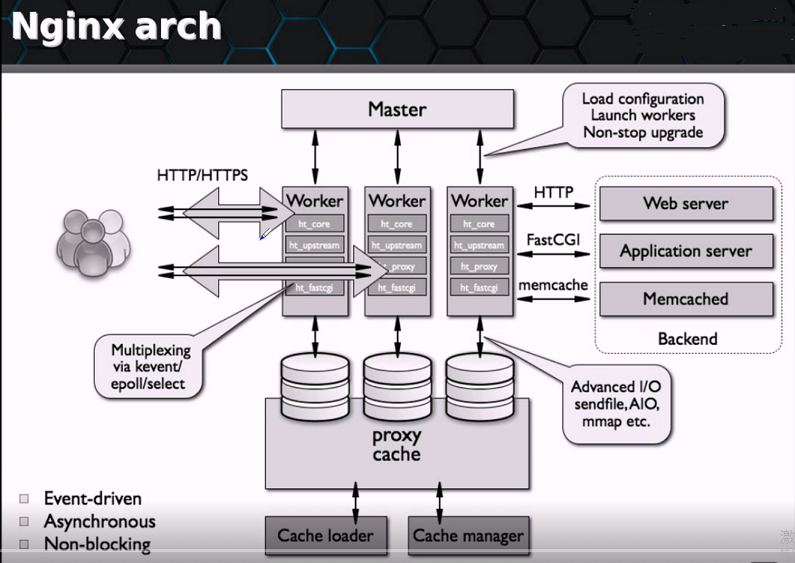 Nginx arch
Master
Load configuration
Launch workers
Non-stop upgrade
HTTP/HTTPS
Worker
ht_core
ht_upstream
ht_fastcgi
Worker
ht_core
ht_upstream
_proxy
ht_fastcgi
Worker
ht_core
ht_upstream
ht_proxy
ht_fastcgi
HTTP
FastCGI
memcache
Web server
Application server
Memcached
Backend
Multiplexing
via kevent/
epoll/select
Advanced I/O
sendfile, AIO,
mmap etc.
proxy
cache
Cache loader
Cache manager
Event-driven
Asynchronous
Non-blocking